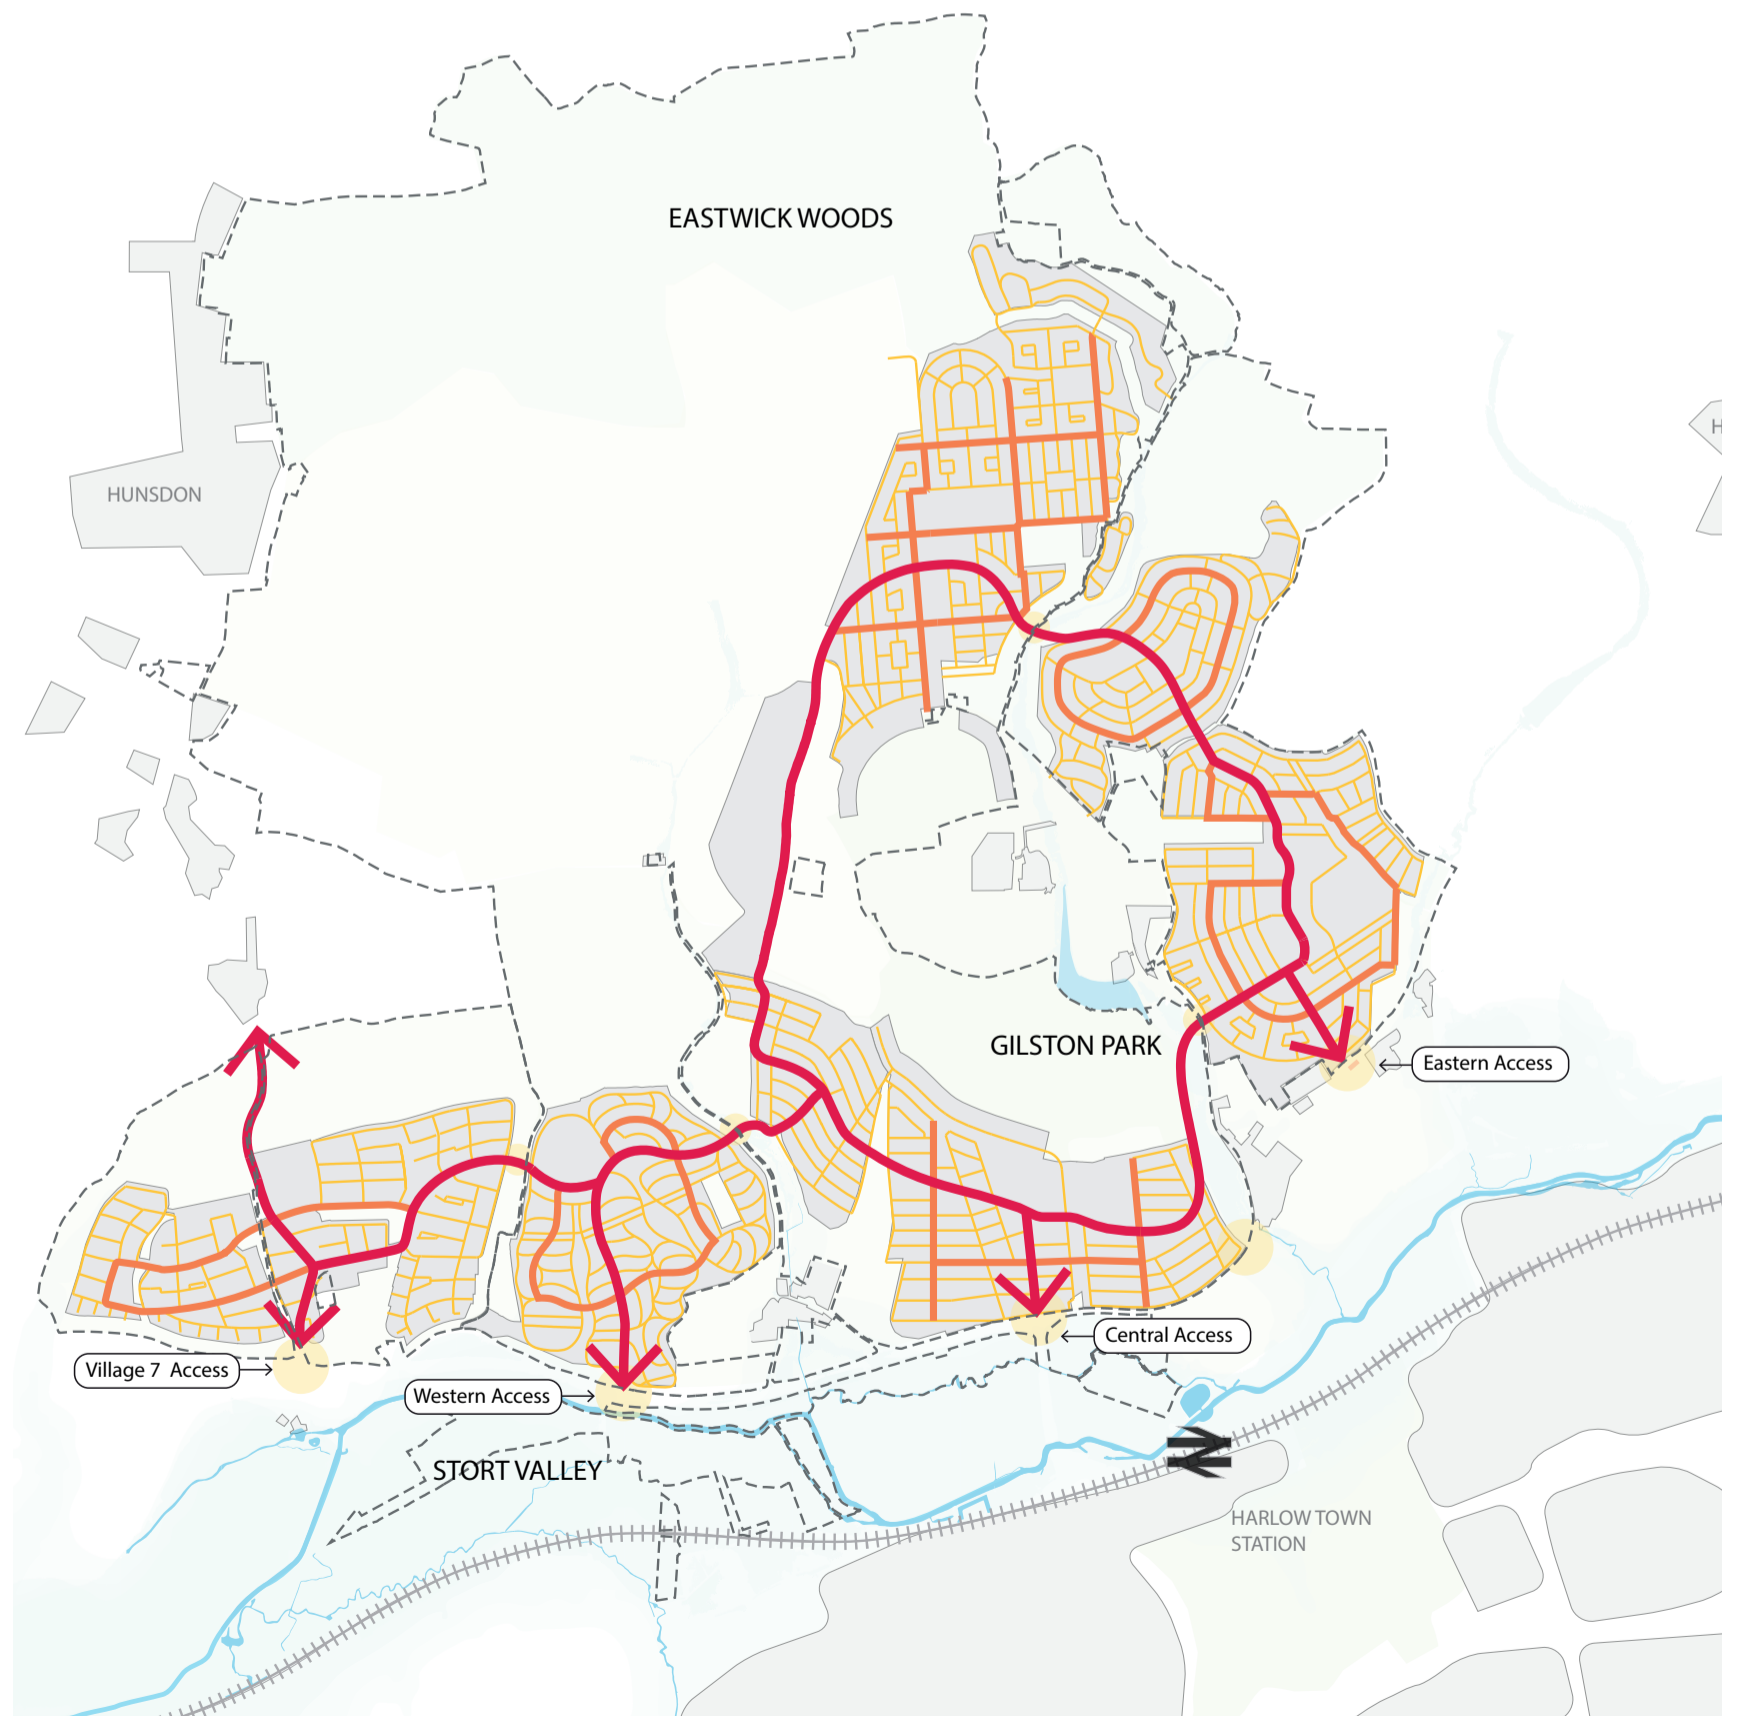 EASTWICK WOODS
H
HUNSDON
GILSTON PARK
Eastern Access
Central Access
Village 7 Access
Western Access
STORT VALLEY
HARLOW TOWN
STATION